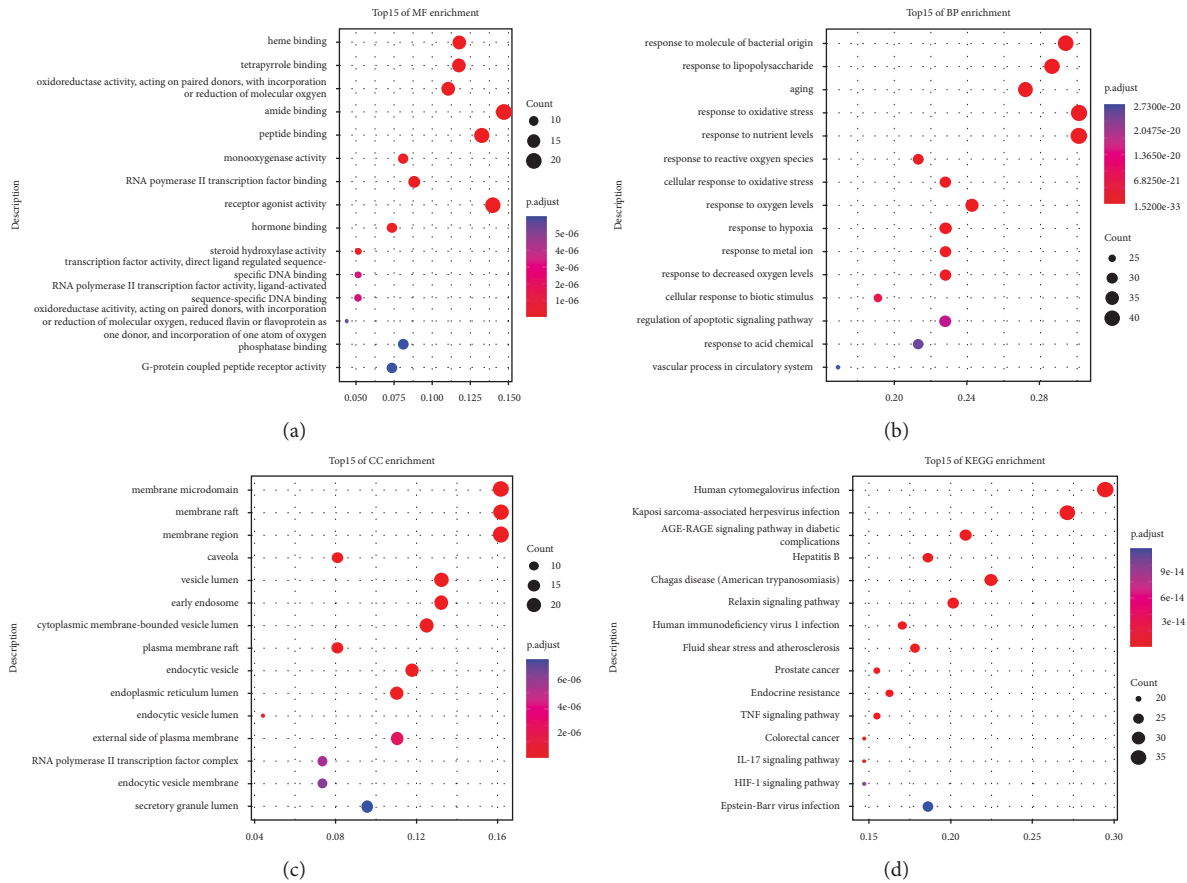 Top15 of MF enrichment
Description
heme binding
tetrapyrrole binding
oxidoreductase activity, acting on paired donors, with incorporation
or reduction of molecular oxgyen
amide binding
peptide binding
monooxygenase activity
RNA poymerase II transcription factor binding
receptor agonist activity
hormone binding
steroid hydroxylase activity
transcription factor activity, direct ligand regulated sequence-
specific DNA binding
RNA polymerase II transcription factor activity, ligand-activated
sequence-specific DNA binding
oxidoreductase acitivity, acting on paired donors, with incorporation
or reduction of molecular oxygen, reduced flavin or flavoprotein as
one donor, and incorporation of one atom of oxygen
phosphatase binding
G-protein coupled peptide receptor activity
0.050 0.075 0.100 0.125 0.150
Count
10
15
20
p.adjust
5e-06
4e-06
3e-06
2e-06
1e-06
(a)
Top15 of BP enrichment
Description
response to molecule of bacterial origin
response to lipopolysaccharide
aging
response to oxidative stress
response to nutrient levels
response to reactive oxgyen species
cellular response to oxidative stress
response to oxygen levels
response to hypoxia
response to metal ion
response to decreased oxygen levels
cellular response to biotic stimulus
regulation of apoptotic signaling pathway
response to acid chemical
vascular process in circulatory system
0.20 0.24 0.28
p.adjust
2.7300e-20
2.0475e-20
1.3650e-20
6.8250e-21
1.5200e-33
Count
25
30
35
40
(b)
Top15 of CC enrichment
Description
membrane microdomain
membrane raft
membrane region
caveola
vesicle lumen
early endosome
cytoplasmic membrane-bounded vesicle lumen
plasma membrane raft
endocytic vesicle
endoplasmic reticulum lumen
endocytic vesicle lumen
external side of plasma membrane
RNA polymerase II transcription factor complex
endocytic vesicle membrane
secretory granule lumen
0.04 0.08 0.12 0.16
Count
10
15
20
p.adjust
6e-06
4e-06
2e-06
(c)
Top15 of KEGG enrichment
Description
Human cytomegalovirus infection
Kaposi sarcoma-associated herpesvirus infection
AGE-RAGE signaling pathway in diabetic
complications
Hepatitis B
Chagas disease (American trypanosomiasis)
Relaxin signaling pathway
Human immunodeficiency virus 1 infection
Fluid shear stress and atherosclerosis
Prostate cancer
Endocrine resistance
TNF signaling pathway
Colorectal cancer
IL-17 signaling pathway
HIF-1 signaling pathway
Epstein-Barr virus infection
0.15 0.20 0.25 0.30
p.adjust
9e-14
6e-14
3e-14
Count
20
25
30
35
(d)